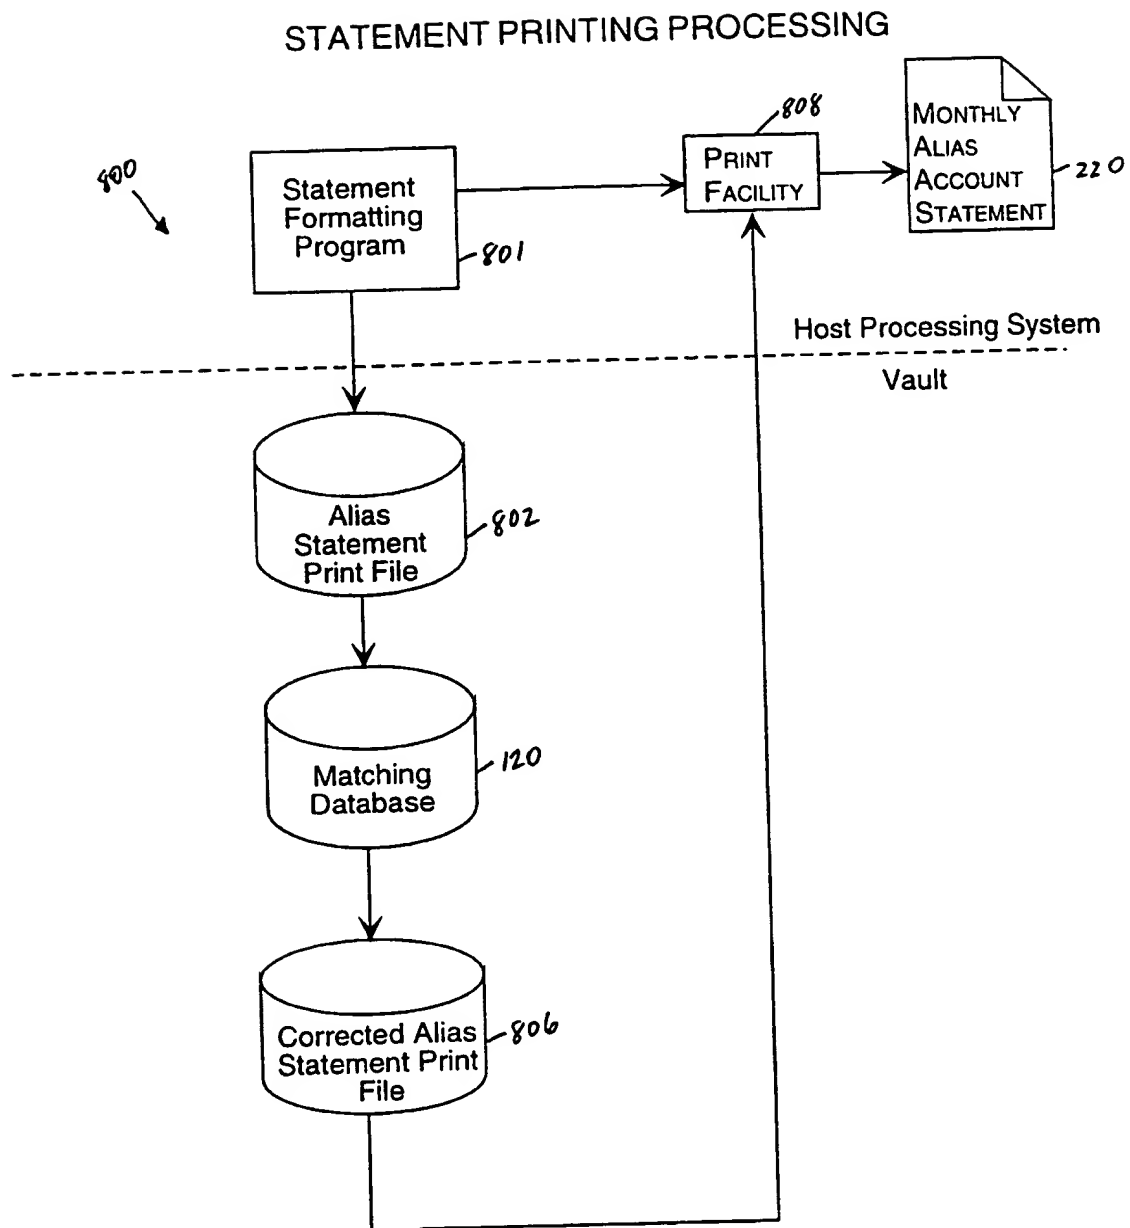 STATEMENT PRINTING PROCESSING
800
Statement
Formatting
Program
801
808
PRINT
FACILITY
MONTHLY
ALIAS
ACCOUNT
STATEMENT
220
Host Processing System
Vault
Alias
Statement
Print File
802
Matching
Database
120
Corrected Alias
Statement Print
File
806